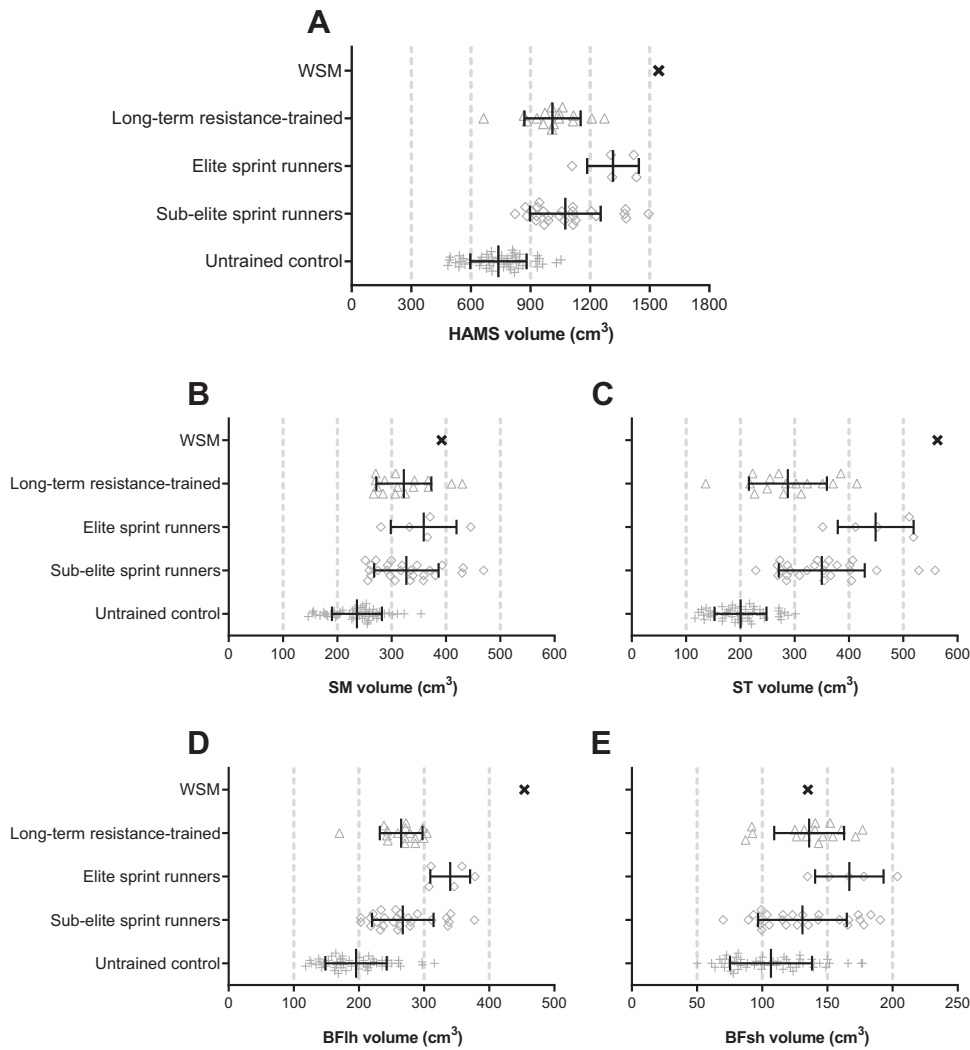 A
WSM
Long-term resistance-trained
Elite sprint runners
Sub-elite sprint runners
Untrained control
0 300 600 900 1200 1500 1800
HAMS volume (cm³)
B
WSM
Long-term resistance-trained
Elite sprint runners
Sub-elite sprint runners
Untrained control
0 100 200 300 400 500 600
SM volume (cm³)
C
0 100 200 300 400 500 600
ST volume (cm³)
D
WSM
Long-term resistance-trained
Elite sprint runners
Sub-elite sprint runners
Untrained control
0 100 200 300 400 500
BFlh volume (cm³)
E
0 50 100 150 200 250
BFsh volume (cm³)